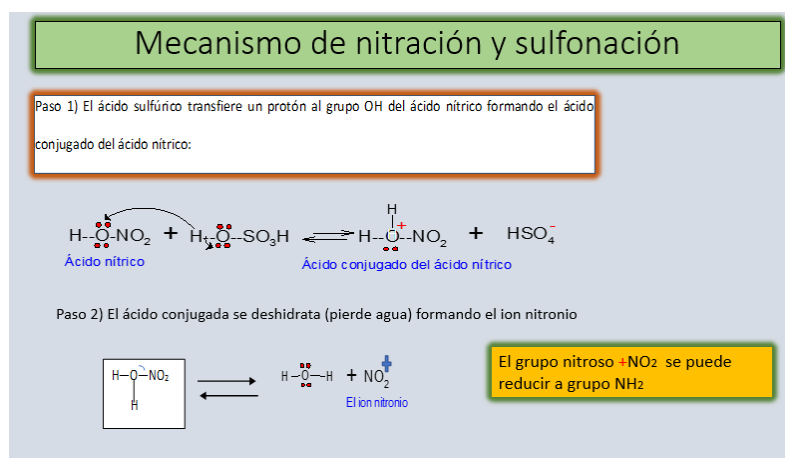 Mecanismo de nitración y sulfonación
Paso 1) El ácido sulfúrico transfiere un protón al grupo OH del ácido nítrico formando el ácido
conjugado del ácido nítrico:
H
H--O-NO2 + H-O--SO3H ⇌ H--O--NO2 + HSO4-
+
Ácido nítrico
Ácido conjugado del ácido nítrico
Paso 2) El ácido conjugada se deshidrata (pierde agua) formando el ion nitronio
H—O—NO2
H
H—O—H + NO2+
El ion nitronio
El grupo nitroso +NO2 se puede
reducir a grupo NH2